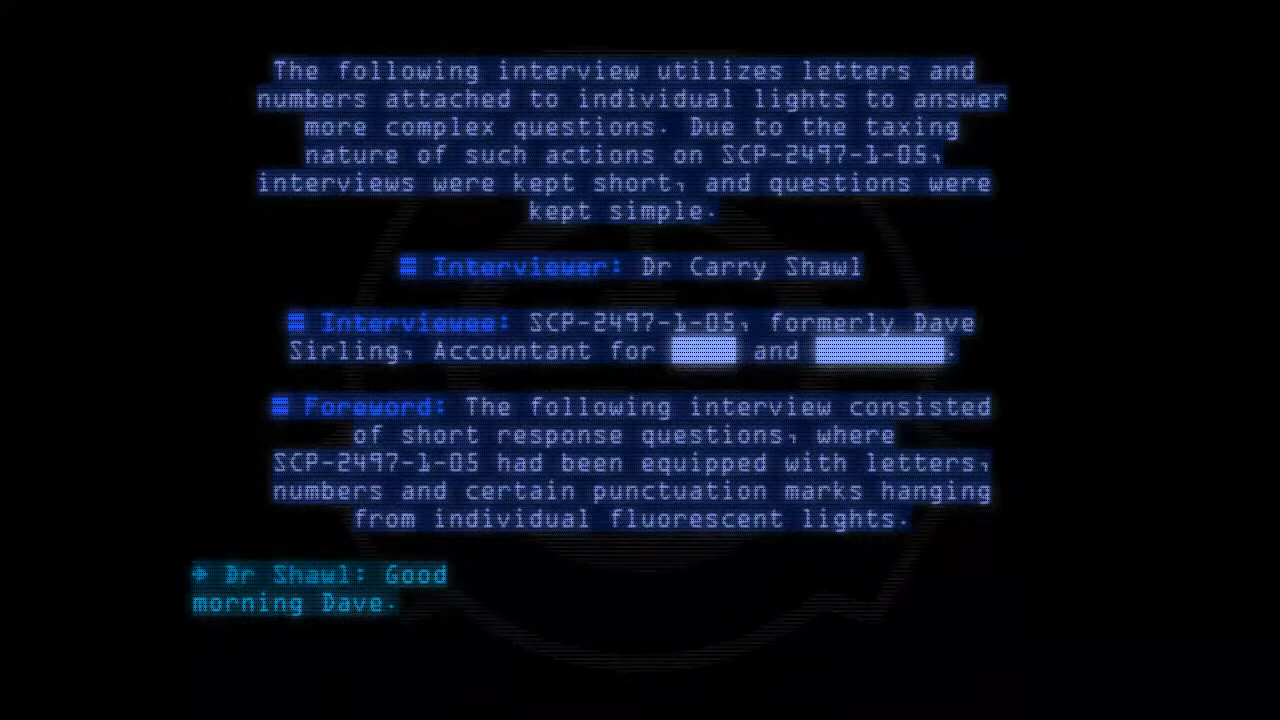 The following interview utilizes letters and
numbers attached to individual lights to answer
more complex questions. Due to the taxing
nature of such actions on SCP-2497-1-05,
interviews were kept short, and questions were
kept simple.
■ Interviewer: Dr Carry Shawl
■ Interviewee: SCP-2497-1-05, formerly Dave
Sirling, Accountant for ████ and ████████.
■ Foreword: The following interview consisted
of short response questions, where
SCP-2497-1-05 had been equipped with letters,
numbers and certain punctuation marks hanging
from individual fluorescent lights.
➔ Dr Shawl: Good
morning Dave.